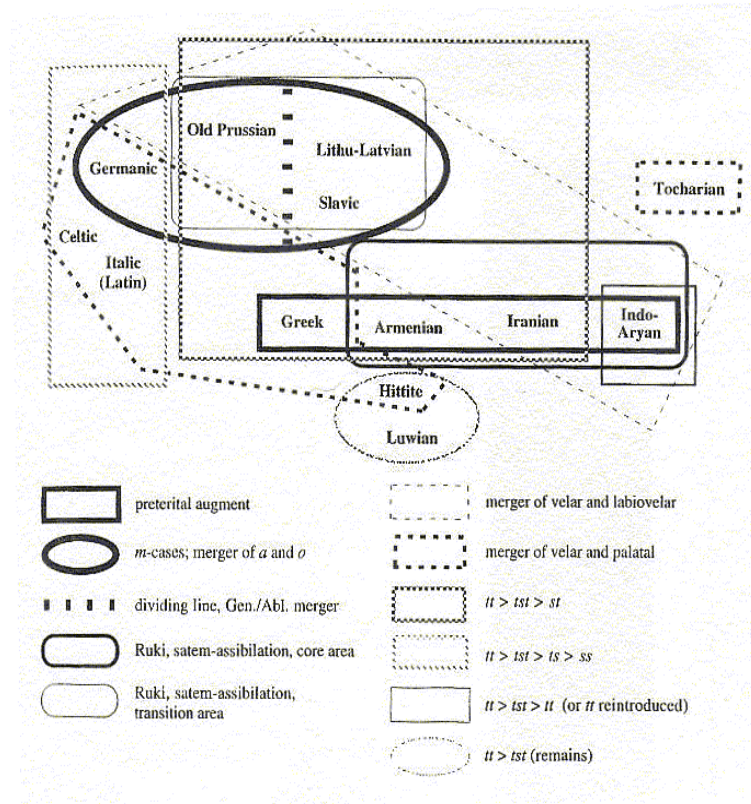 Old Prussian
Lithu-Latvian
Germanic
Tocharian
Slavic
Celtic
Italic
(Latin)
Greek
Armenian
Iranian
Indo-
Aryan
Hittite
Luwian
preterital augment
m-cases; merger of a and o
dividing line, Gen./Abl. merger
Ruki, satem-assibilation, core area
Ruki, satem-assibilation,
transition area
merger of velar and labiovelar
merger of velar and palatal
tt > tst > st
tt > tst > ts > ss
tt > tst > tt (or tt reintroduced)
tt > tst (remains)